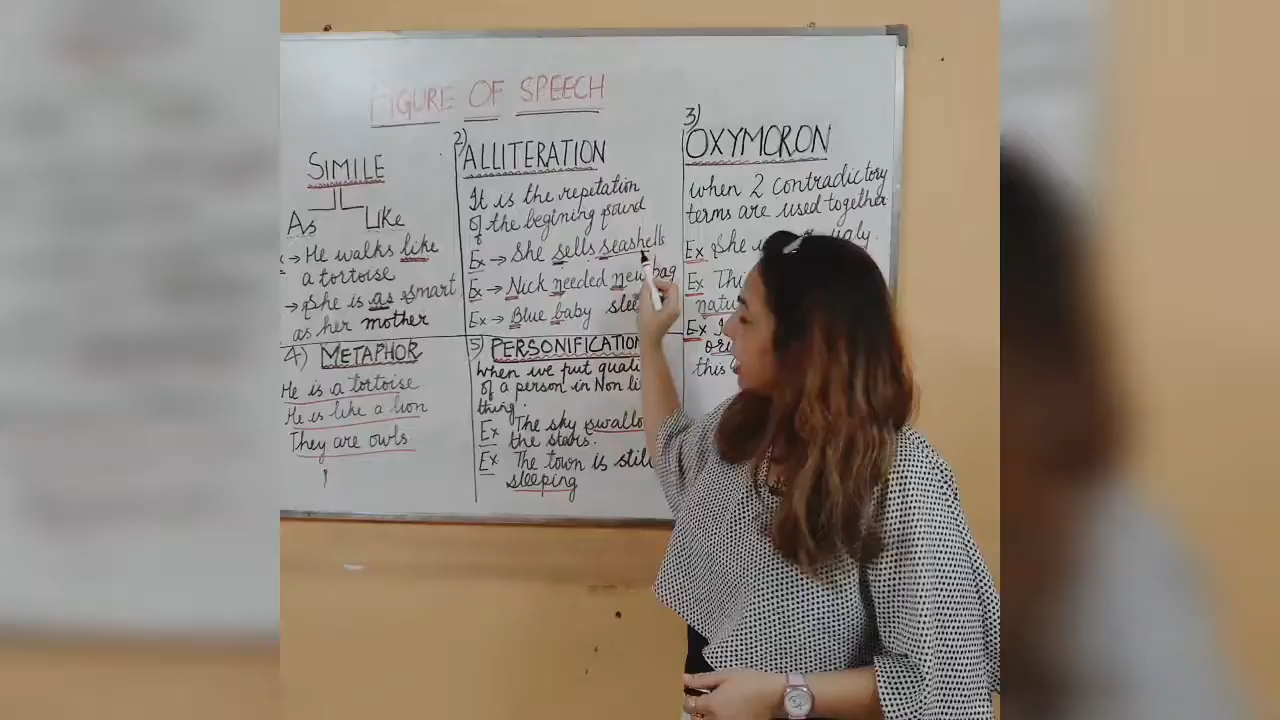 FIGURE OF SPEECH
SIMILE
As Like
→ He walks like
a tortoise
→ She is as smart
as her mother
2)
ALLITERATION
It is the repetation
of the begtining sound
Ex → She sells seashells
Ex → Nick needed new bag
Ex → Blue baby
3)
OXYMORON
when 2 contradictory
terms are used together
Ex She ugly.
Ex
Ex
this
4) METAPHOR
He is a tortoise
He is like a lion
They are owls
5) PERSONIFICATION
when we put
of a person in Non
thing.
Ex The sky
the stars.
Ex The town is still
sleeping